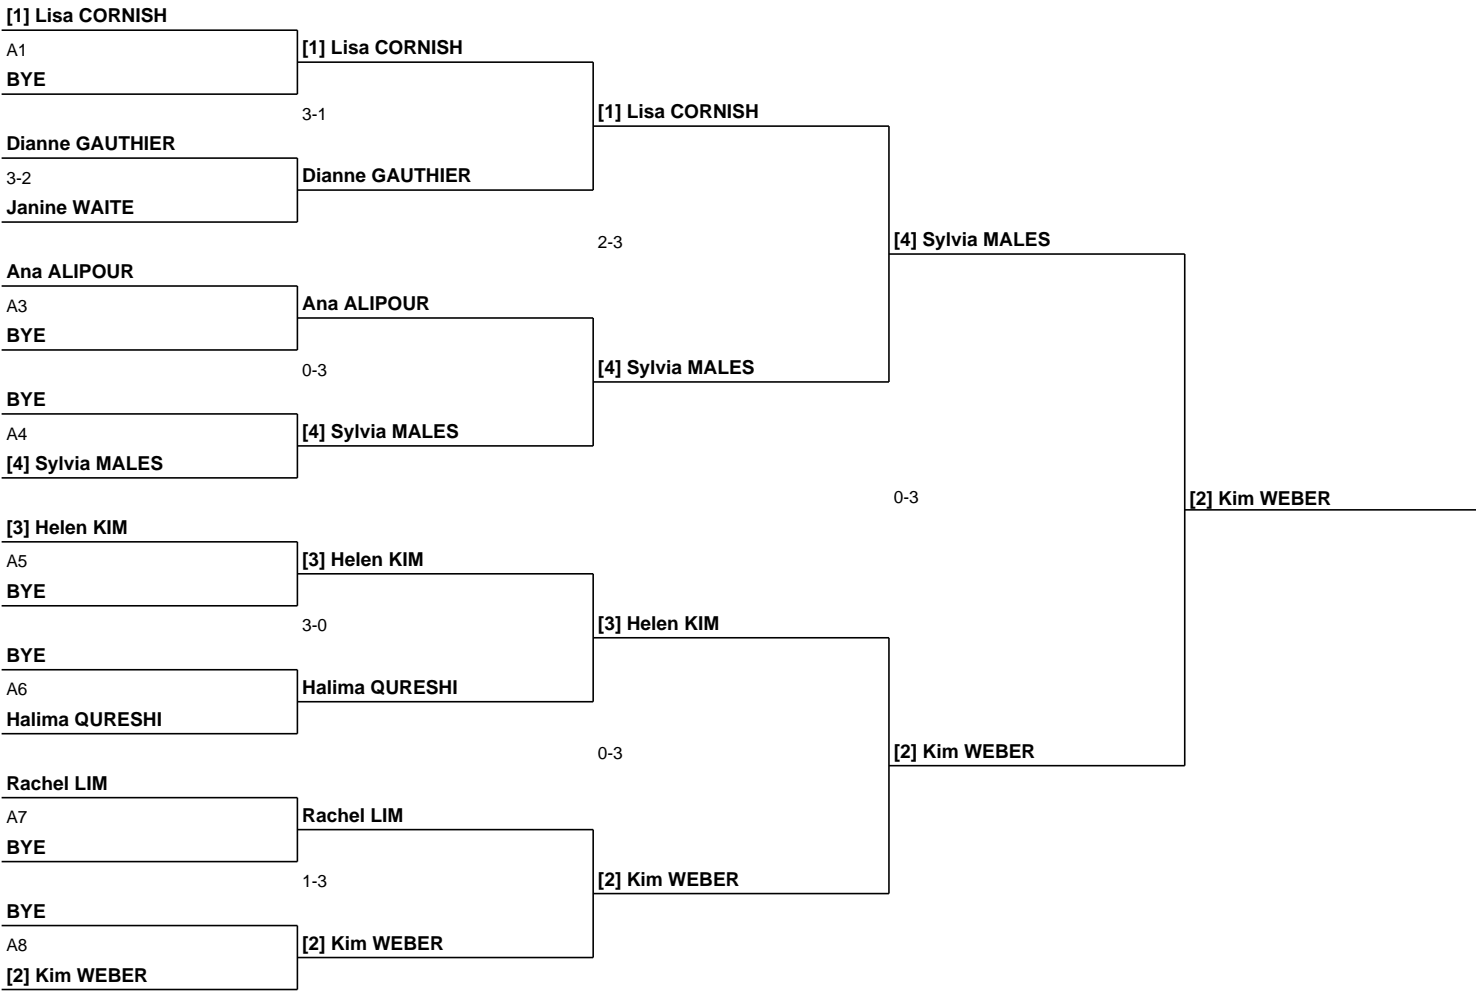 [1] Lisa CORNISH
A1
BYE
[1] Lisa CORNISH
3-1
Dianne GAUTHIER
3-2
Janine WAITE
Dianne GAUTHIER
[1] Lisa CORNISH
2-3
Ana ALIPOUR
A3
BYE
Ana ALIPOUR
0-3
BYE
A4
[4] Sylvia MALES
[4] Sylvia MALES
[4] Sylvia MALES
[4] Sylvia MALES
0-3
[2] Kim WEBER
[3] Helen KIM
A5
BYE
[3] Helen KIM
3-0
BYE
A6
Halima QURESHI
Halima QURESHI
[3] Helen KIM
0-3
[2] Kim WEBER
Rachel LIM
A7
BYE
Rachel LIM
1-3
BYE
A8
[2] Kim WEBER
[2] Kim WEBER
[2] Kim WEBER